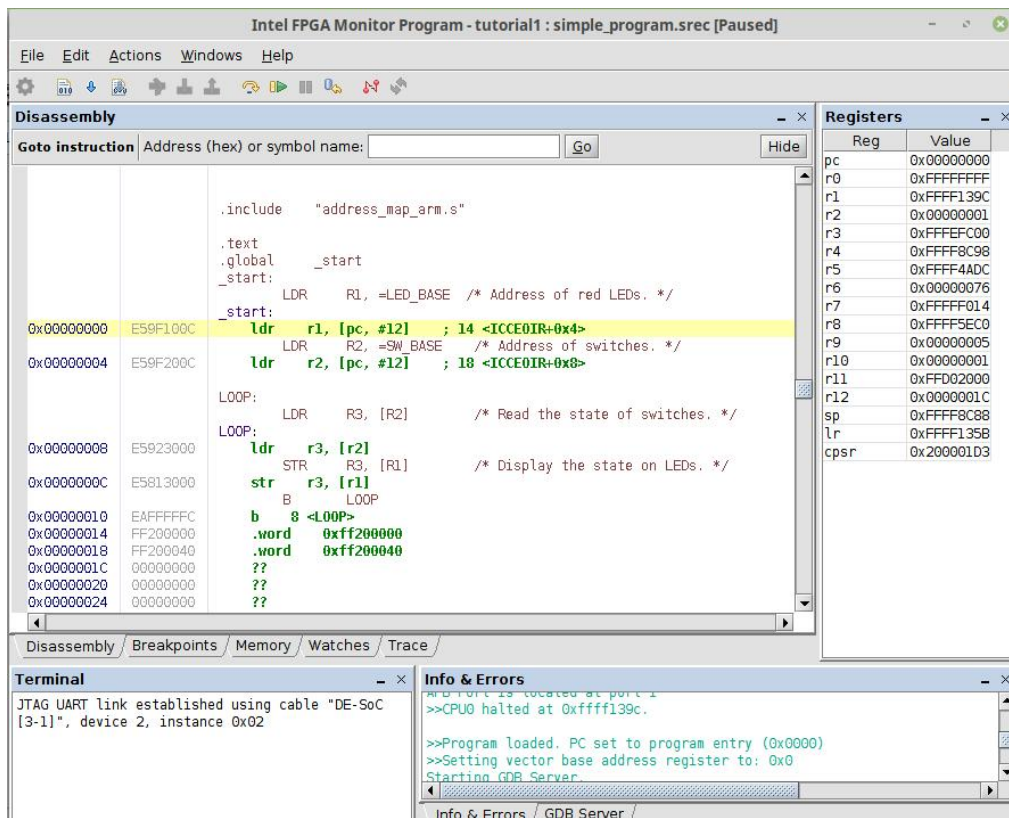 Intel FPGA Monitor Program - tutorial1 : simple_program.srec [Paused]
File Edit Actions Windows Help
Disassembly
Goto instruction Address (hex) or symbol name: Go Hide
.include "address_map_arm.s"
.text
.global _start
_start:
LDR R1, =LED_BASE /* Address of red LEDs. */
_start:
0x00000000 E59F100C ldr r1, [pc, #12] ; 14 <ICCEOIR+0x4>
LDR R2, =SW_BASE /* Address of switches. */
0x00000004 E59F200C ldr r2, [pc, #12] ; 18 <ICCEOIR+0x8>
LOOP:
LDR R3, [R2] /* Read the state of switches. */
LOOP:
0x00000008 E5923000 ldr r3, [r2]
STR R3, [R1] /* Display the state on LEDs. */
0x0000000C E5813000 str r3, [r1]
B LOOP
0x00000010 EAFFFFFC b 8 <LOOP>
0x00000014 FF200000 .word 0xff200000
0x00000018 FF200040 .word 0xff200040
0x0000001C 00000000 ??
0x00000020 00000000 ??
0x00000024 00000000 ??
Disassembly Breakpoints Memory Watches Trace
Registers
Reg Value
pc 0x00000000
r0 0xFFFFFFFF
r1 0xFFFF139C
r2 0x00000001
r3 0xFFFEFC00
r4 0xFFFF8C98
r5 0xFFFF4ADC
r6 0x00000076
r7 0xFFFFF014
r8 0xFFFF5EC0
r9 0x00000005
r10 0x00000001
r11 0xFFD02000
r12 0x0000001C
sp 0xFFFF8C88
lr 0xFFFF135B
cpsr 0x200001D3
Terminal
JTAG UART link established using cable "DE-SoC
[3-1]", device 2, instance 0x02
Info & Errors
APB Port is located at port 1
>>CPU0 halted at 0xffff139c.
>>Program loaded. PC set to program entry (0x0000)
>>Setting vector base address register to: 0x0
Starting GDB Server.
Info & Errors GDB Server